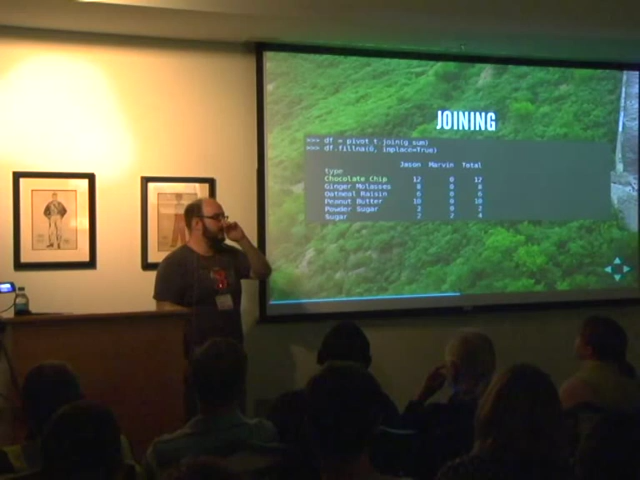 JOINING
>>> df = pivot_t.join(g_sum)
>>> df.fillna(0, inplace=True)
Jason Marvin Total
type
Chocolate Chip 12 0 12
Ginger Molasses 8 0 8
Oatmeal Raisin 6 0 6
Peanut Butter 10 0 10
Powder Sugar 2 0 2
Sugar 2 2 4